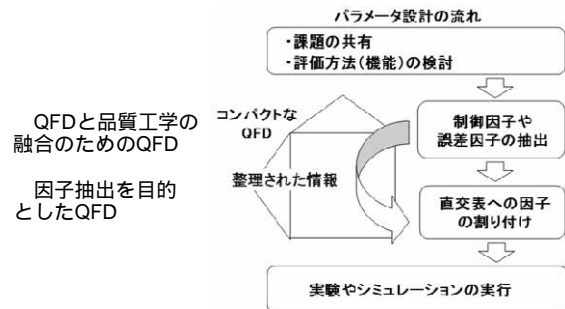 パラメータ設計の流れ
・課題の共有
・評価方法(機能)の検討
QFDと品質工学の
融合のためのQFD
因子抽出を目的
としたQFD
コンパクトな
QFD
整理された情報
制御因子や
誤差因子の抽出
直交表への因子
の割り付け
実験やシミュレーションの実行